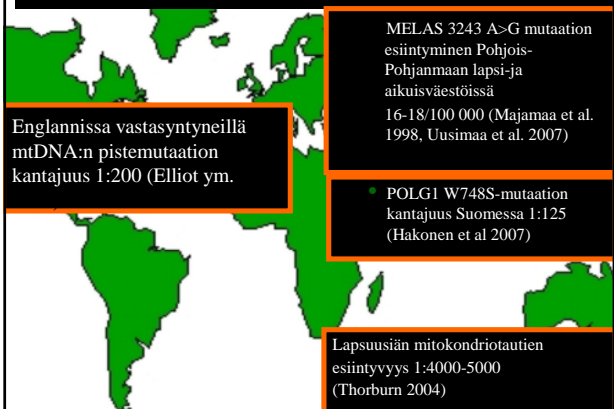 MELAS 3243 A>G mutaation
esiintyminen Pohjois-
Pohjanmaan lapsi-ja
aikuisväestöissä
16-18/100 000 (Majamaa et al.
1998, Uusimaa et al. 2007)
Englannissa vastasyntyneillä
mtDNA:n pistemutaation
kantajuus 1:200 (Elliot ym.
• POLG1 W748S-mutaation
kantajuus Suomessa 1:125
(Hakonen et al 2007)
Lapsuusiän mitokondriotautien
esiintyvyys 1:4000-5000
(Thorburn 2004)